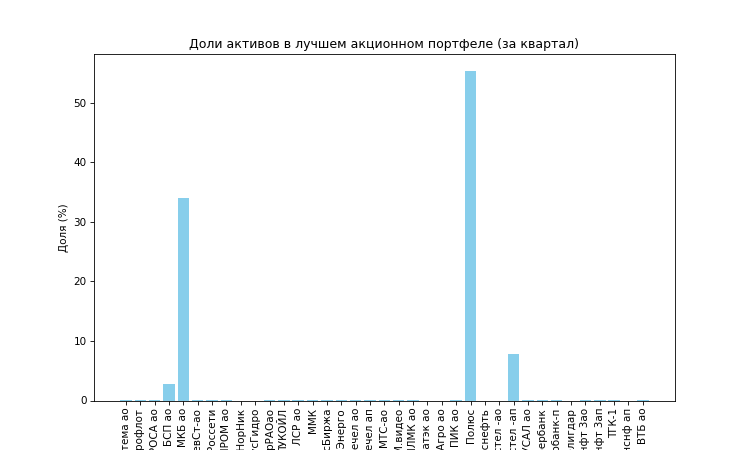 Доли активов в лучшем акционном портфеле (за квартал)
Доля (%)
50
40
30
20
10
0
тема ао
рофлот
РОСА ао
БСП ао
МКБ ао
евСт-ао
Россети
ПРОМ ао
НорНик
усГидро
рРАОао
ЛУКОЙЛ
ЛСР ао
ММК
сБиржа
Энерго
ечел ао
ечел ап
МТС-ао
М.видео
ЛМК ао
атэк ао
Агро ао
ПИК ао
Полюс
снефть
стел -ао
стел -ап
УСАЛ ао
ербанк
рбанк-п
лигдар
нфт 3ао
нфт 3ап
ТГК-1
нснф ап
ВТБ ао